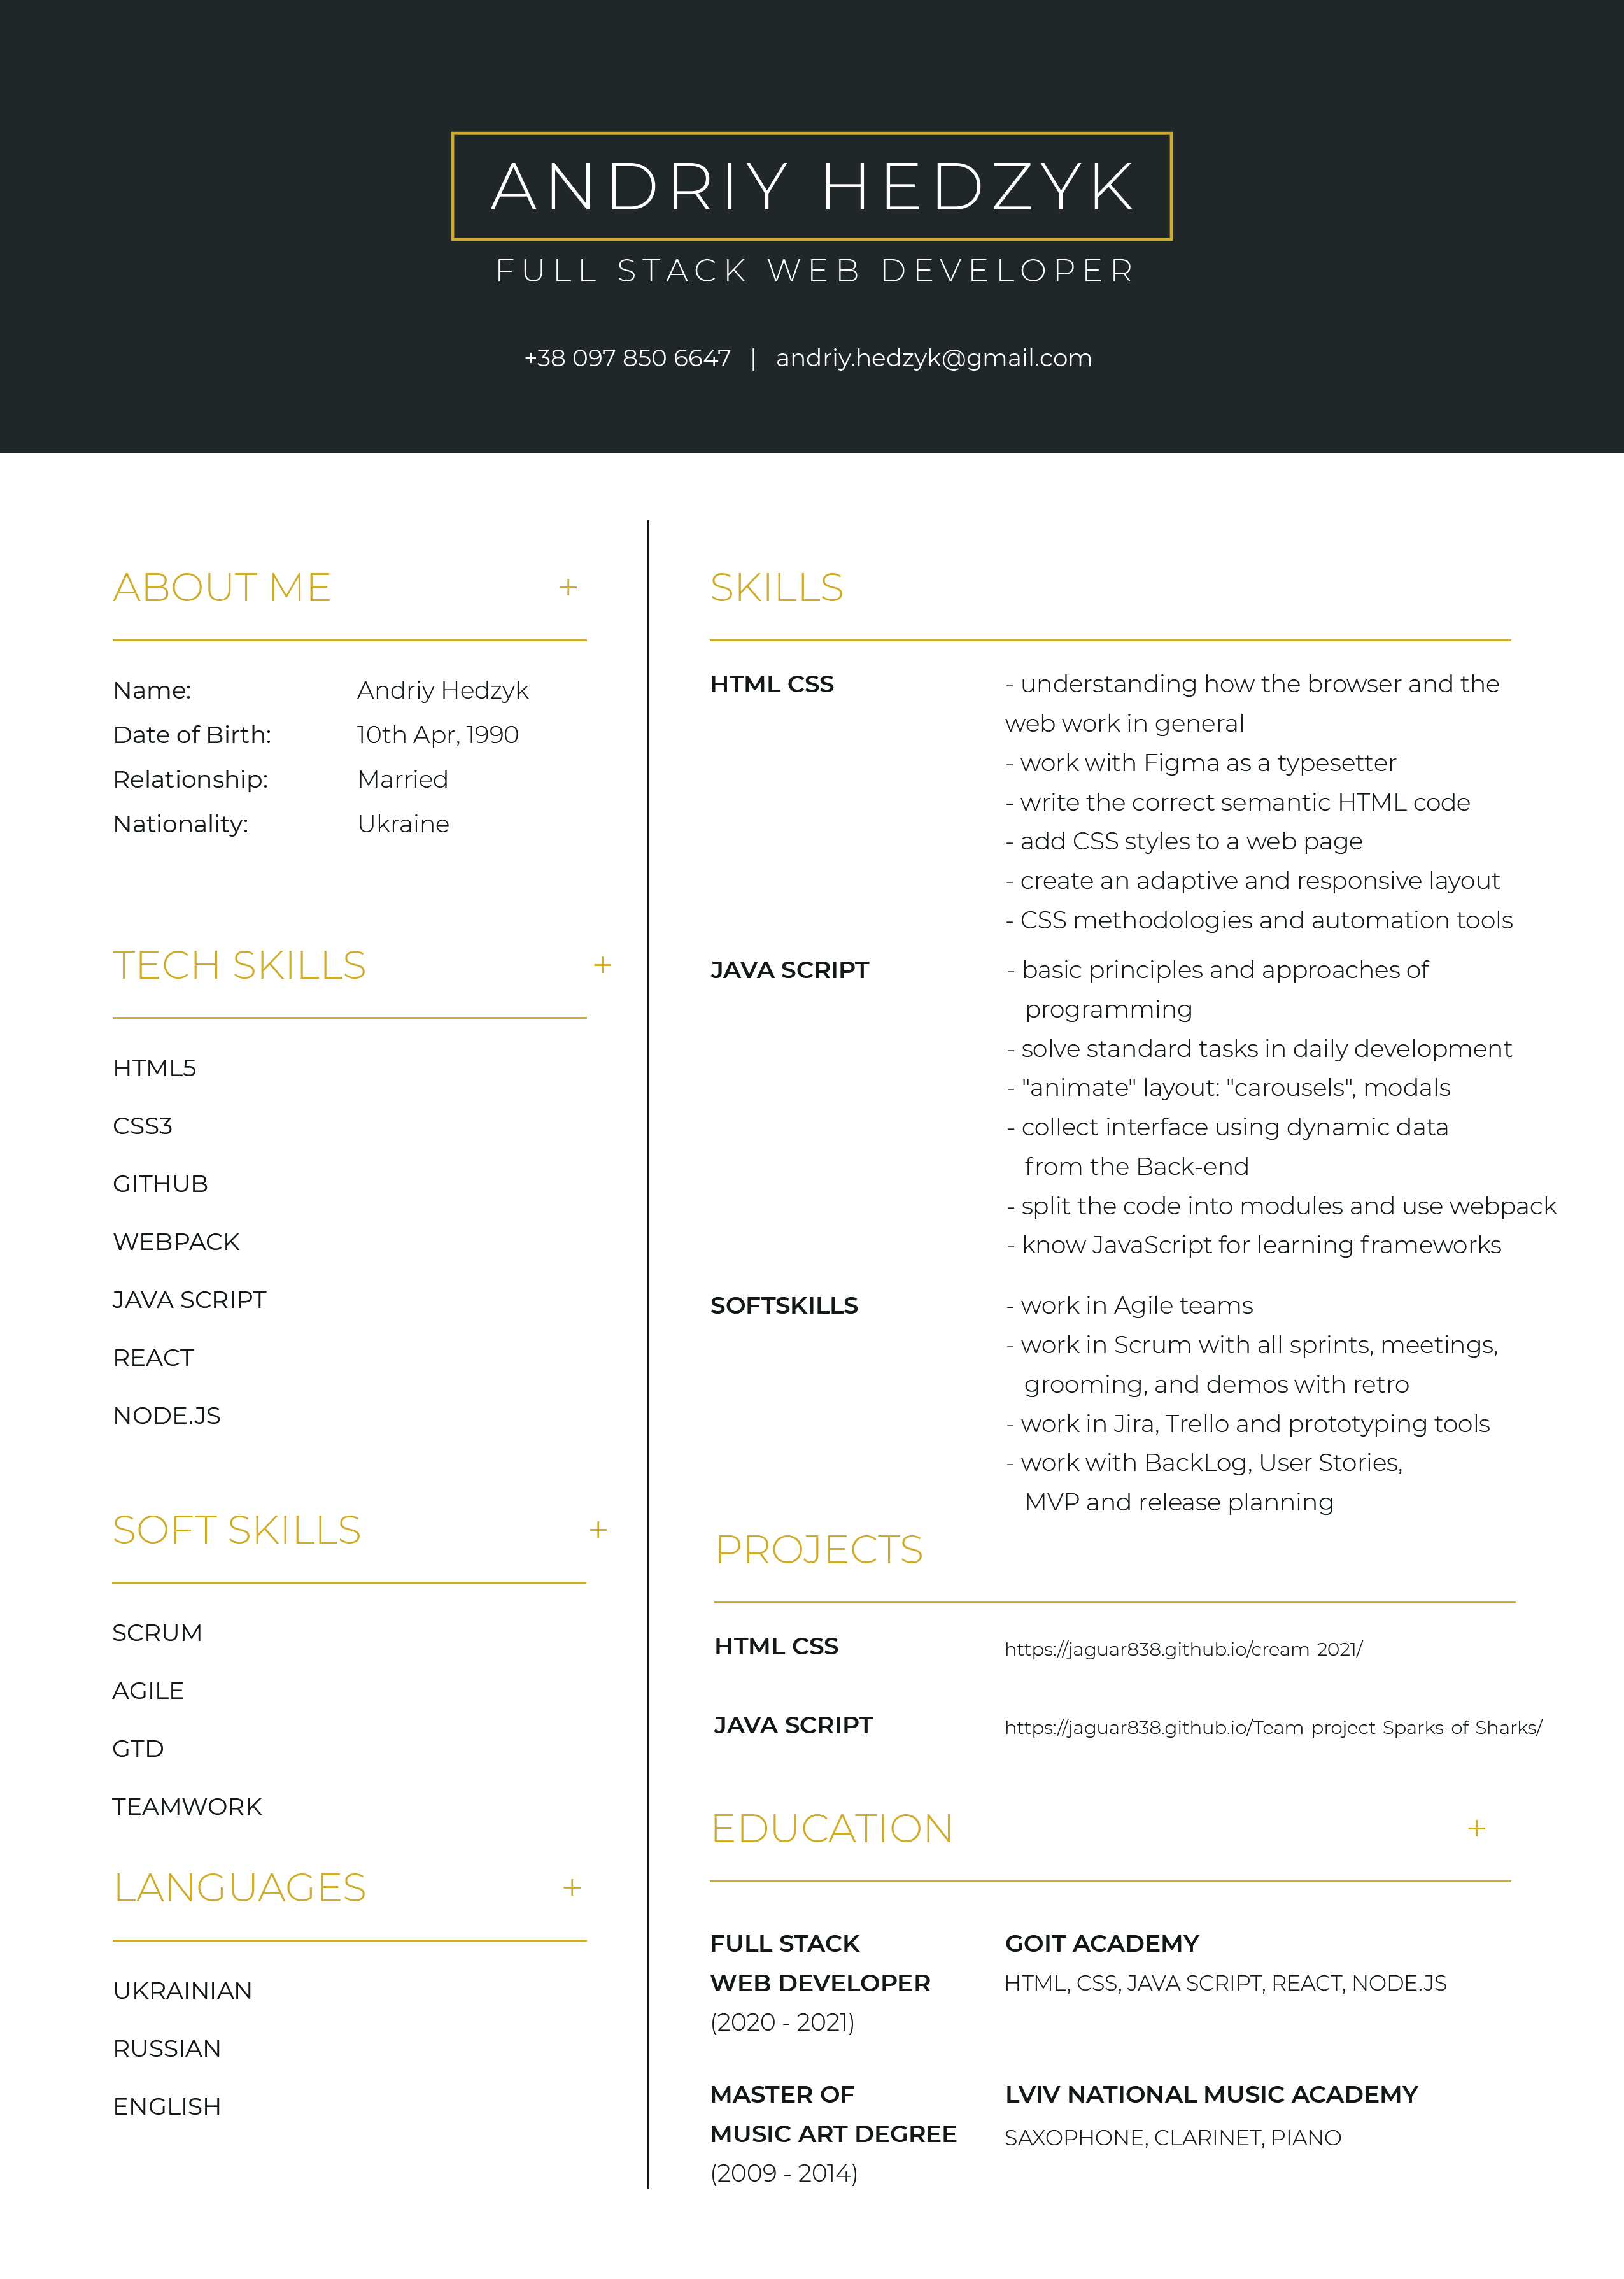 ANDRIY HEDZYK
FULL STACK WEB DEVELOPER
+38 097 850 6647 | andriy.hedzyk@gmail.com
ABOUT ME +
Name: Andriy Hedzyk
Date of Birth: 10th Apr, 1990
Relationship: Married
Nationality: Ukraine
TECH SKILLS +
HTML5
CSS3
GITHUB
WEBPACK
JAVA SCRIPT
REACT
NODE.JS
SOFT SKILLS +
SCRUM
AGILE
GTD
TEAMWORK
LANGUAGES +
UKRAINIAN
RUSSIAN
ENGLISH
SKILLS
HTML CSS - understanding how the browser and the
web work in general
- work with Figma as a typesetter
- write the correct semantic HTML code
- add CSS styles to a web page
- create an adaptive and responsive layout
- CSS methodologies and automation tools
JAVA SCRIPT - basic principles and approaches of
programming
- solve standard tasks in daily development
- "animate" layout: "carousels", modals
- collect interface using dynamic data
from the Back-end
- split the code into modules and use webpack
- know JavaScript for learning frameworks
SOFTSKILLS - work in Agile teams
- work in Scrum with all sprints, meetings,
grooming, and demos with retro
- work in Jira, Trello and prototyping tools
- work with BackLog, User Stories,
MVP and release planning
PROJECTS
HTML CSS https://jaguar838.github.io/cream-2021/
JAVA SCRIPT https://jaguar838.github.io/Team-project-Sparks-of-Sharks/
EDUCATION +
FULL STACK GOIT ACADEMY
WEB DEVELOPER HTML, CSS, JAVA SCRIPT, REACT, NODE.JS
(2020 - 2021)
MASTER OF LVIV NATIONAL MUSIC ACADEMY
MUSIC ART DEGREE SAXOPHONE, CLARINET, PIANO
(2009 - 2014)